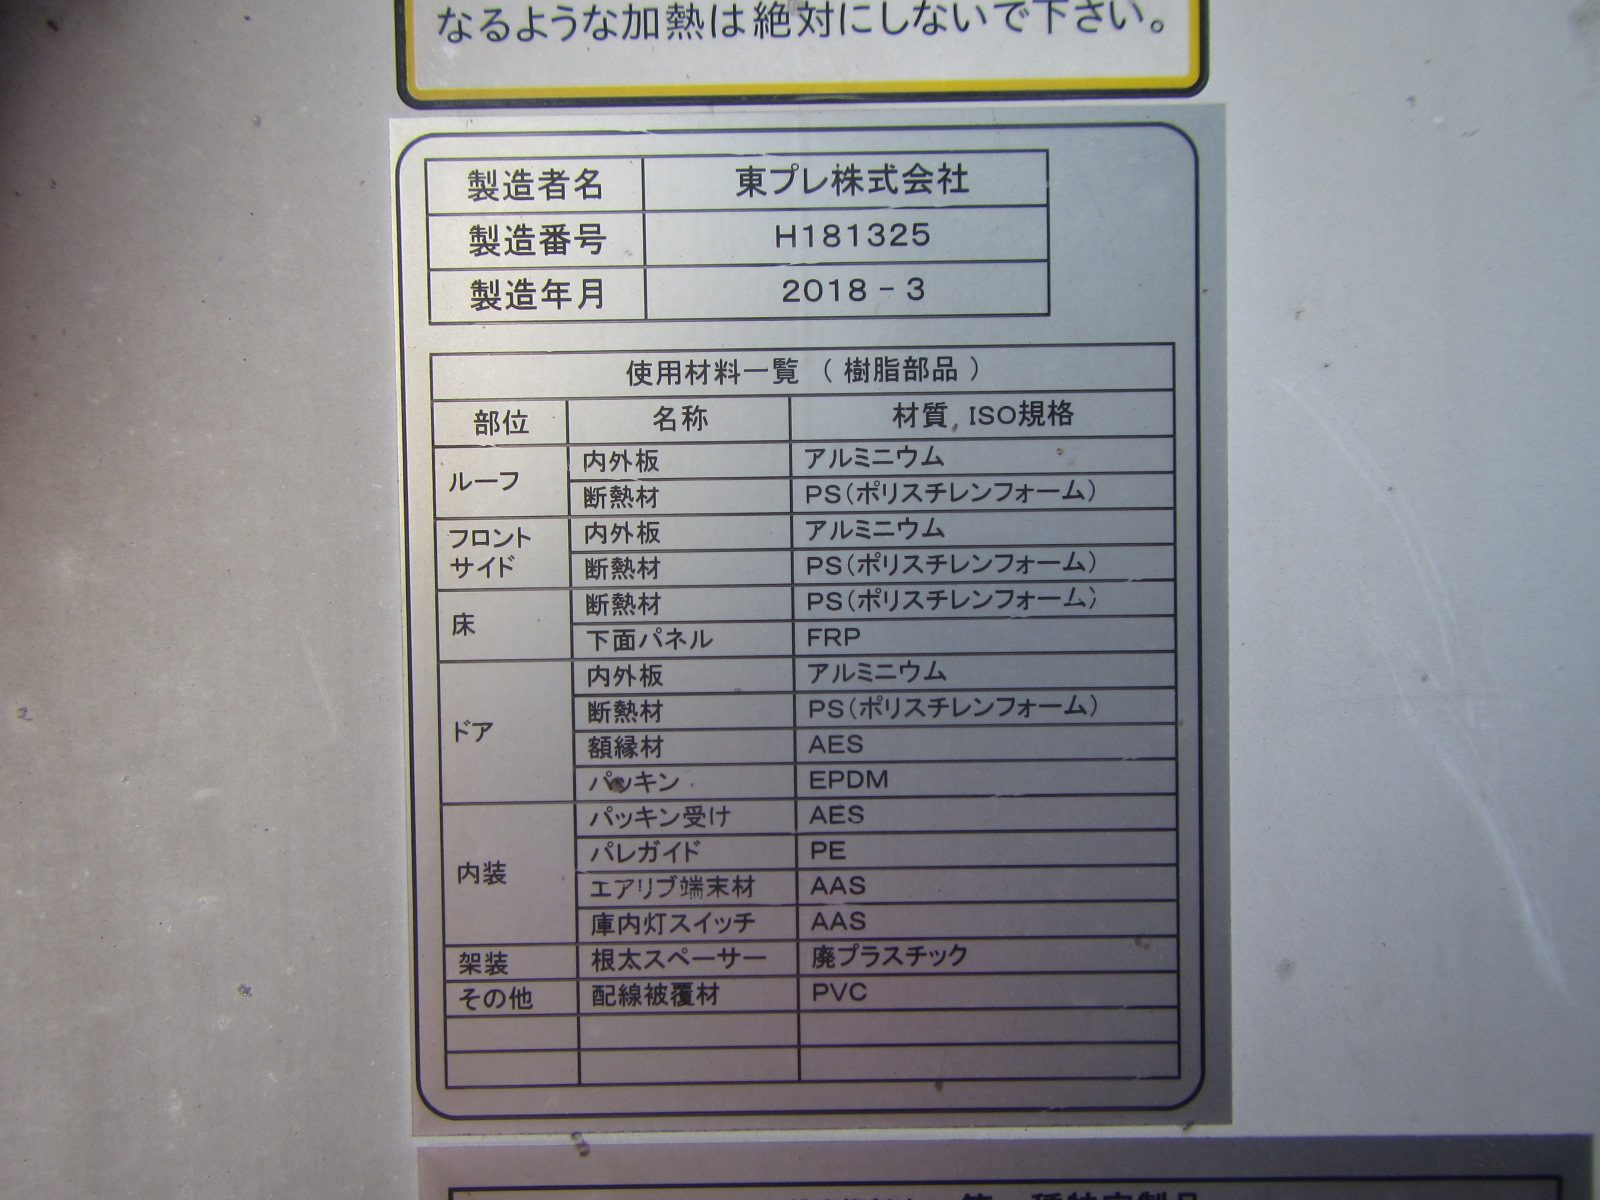 なるような加熱は絶対にしないで下さい。
製造者名 東プレ株式会社
製造番号 H181325
製造年月 2018-3
使用材料一覧（樹脂部品）
部位 名称 材質, ISO規格
ルーフ 内外板 アルミニウム
断熱材 PS(ポリスチレンフォーム)
フロント
サイド 内外板 アルミニウム
断熱材 PS(ポリスチレンフォーム)
床 断熱材 PS(ポリスチレンフォーム)
下面パネル FRP
ドア 内外板 アルミニウム
断熱材 PS(ポリスチレンフォーム)
額縁材 AES
パッキン EPDM
内装 パッキン受け AES
パレガイド PE
エアリブ端末材 AAS
庫内灯スイッチ AAS
架装 根太スペーサー 廃プラスチック
その他 配線被覆材 PVC